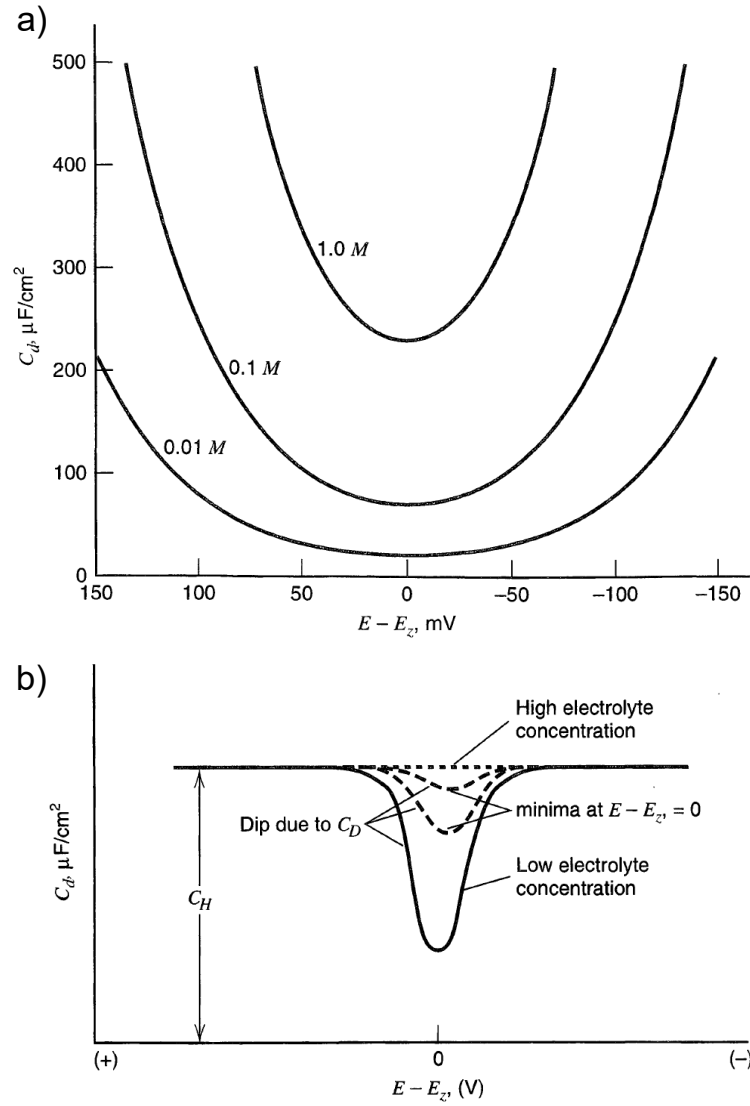 a)
500
400
300
200
100
0
C_d, μF/cm²
1.0 M
0.1 M
0.01 M
150
100
50
0
−50
−100
−150
E − E_z, mV
b)
High electrolyte
concentration
minima at E − E_z, = 0
Dip due to C_D
Low electrolyte
concentration
C_d, μF/cm²
C_H
(+)
0
(−)
E − E_z, (V)